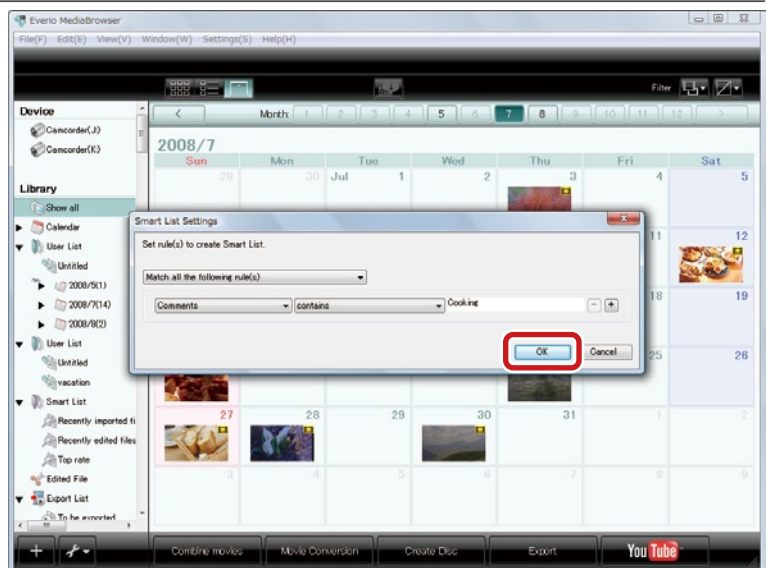 Everio MediaBrowser
File(F) Edit(E) View(V) Window(W) Settings(S) Help(H)
Filter
Device
Camcorder(J:)
Camcorder(K:)
Library
Show all
Calendar
User List
Untitled
2008/5(1)
2008/7(14)
2008/8(2)
User List
Untitled
vacation
Smart List
Recently imported fi
Recently edited files
Top rate
Edited File
Export List
To be exported
< Month: 1 2 3 4 5 6 7 8 9 10 11 12 >
2008/7
Sun Mon Tue Wed Thu Fri Sat
29 30 Jul 1 2 3 4 5
11 12
18 19
25 26
27 28 29 30 31 1 2
3 4 5 6 7 8 9
Smart List Settings
Set rule(s) to create Smart List.
Match all the following rule(s)
Comments contains Cooking - +
OK Cancel
+ Combine movies Movie Conversion Create Disc Export YouTube